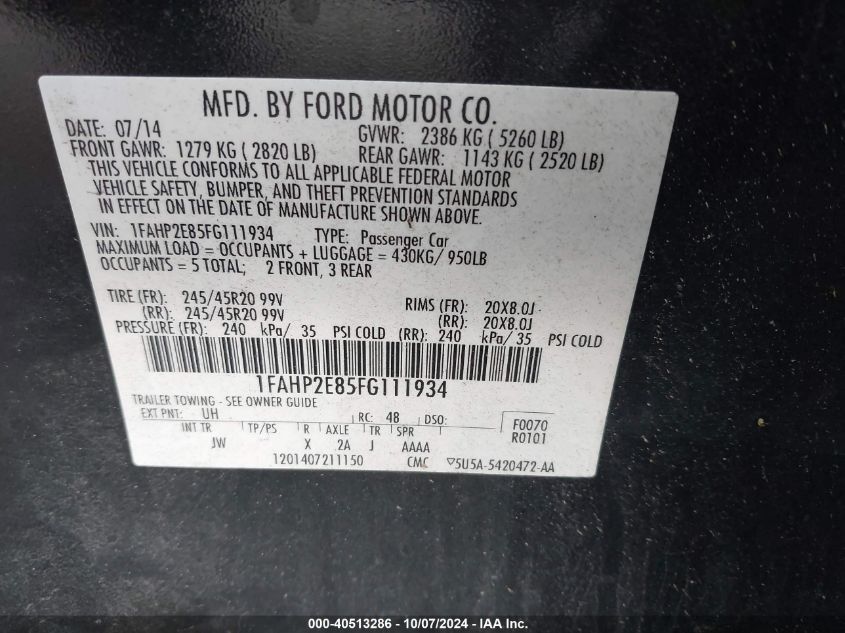 MFD. BY FORD MOTOR CO.
DATE: 07/14 GVWR: 2386 KG ( 5260 LB)
FRONT GAWR: 1279 KG ( 2820 LB) REAR GAWR: 1143 KG ( 2520 LB)
THIS VEHICLE CONFORMS TO ALL APPLICABLE FEDERAL MOTOR
VEHICLE SAFETY, BUMPER, AND THEFT PREVENTION STANDARDS
IN EFFECT ON THE DATE OF MANUFACTURE SHOWN ABOVE.
VIN: 1FAHP2E85FG111934 TYPE: Passenger Car
MAXIMUM LOAD = OCCUPANTS + LUGGAGE = 430KG/ 950LB
OCCUPANTS = 5 TOTAL; 2 FRONT, 3 REAR
TIRE (FR): 245/45R20 99V RIMS (FR): 20X8.0J
(RR): 245/45R20 99V (RR): 20X8.0J
PRESSURE (FR): 240 kPa/ 35 PSI COLD (RR): 240 kPa/ 35 PSI COLD
1FAHP2E85FG111934
TRAILER TOWING - SEE OWNER GUIDE
EXT PNT: UH RC: 48 DSO: F0070
INT TR TP/PS R AXLE TR SPR R0101
JW X 2A J AAAA
1201407211150 CMC ▽5U5A-5420472-AA
000-40513286 - 10/07/2024 - IAA Inc.